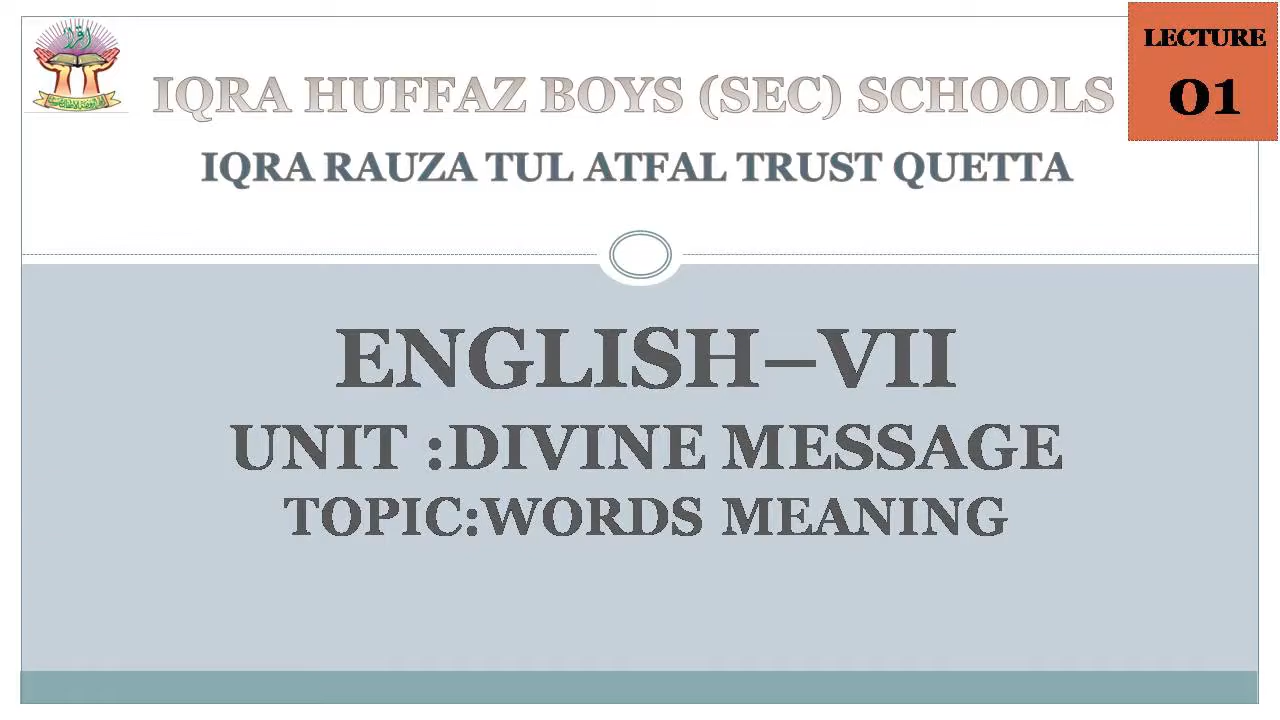 اقرأ
LECTURE
01
IQRA HUFFAZ BOYS (SEC) SCHOOLS
IQRA RAUZA TUL ATFAL TRUST QUETTA
ENGLISH–VII
UNIT :DIVINE MESSAGE
TOPIC:WORDS MEANING